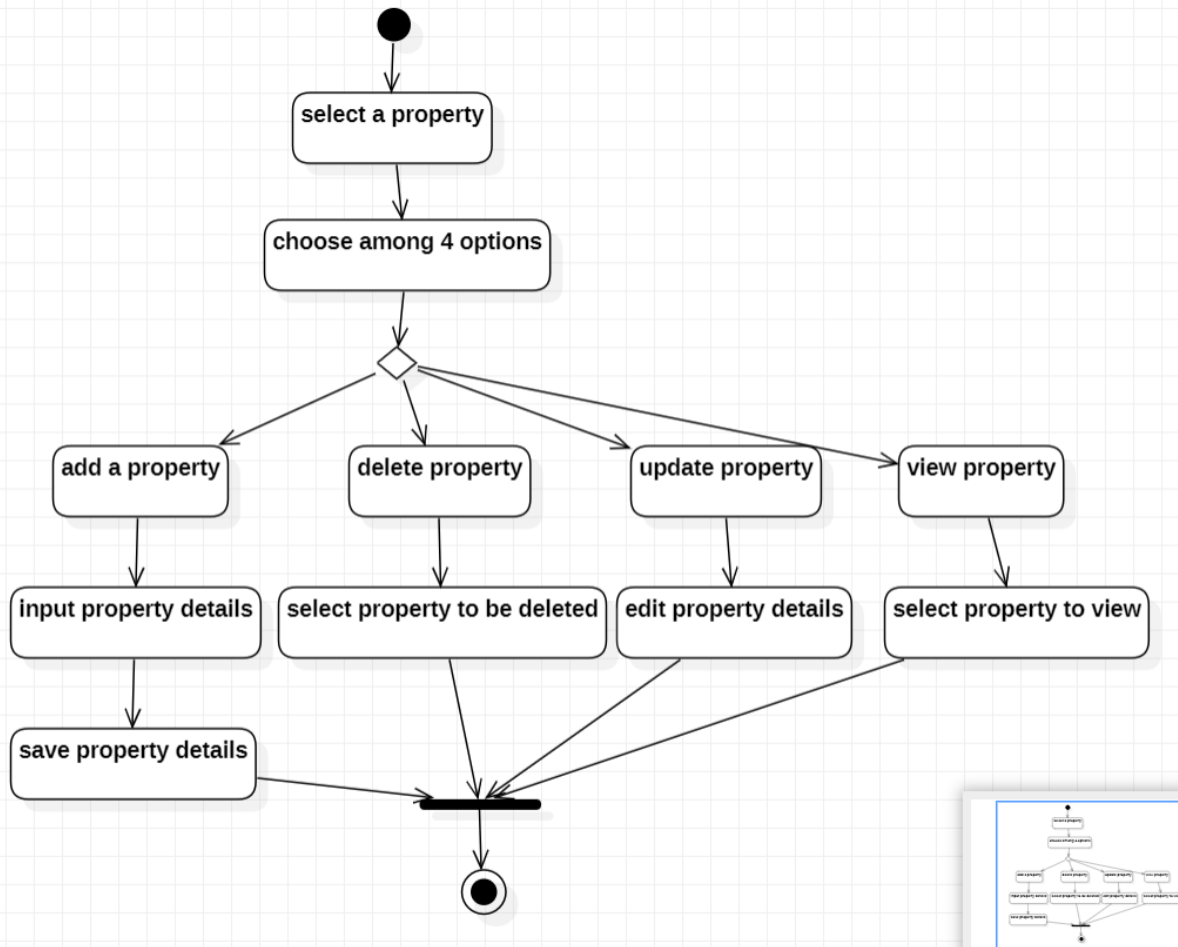 select a property
choose among 4 options
add a property
delete property
update property
view property
input property details
select property to be deleted
edit property details
select property to view
save property details